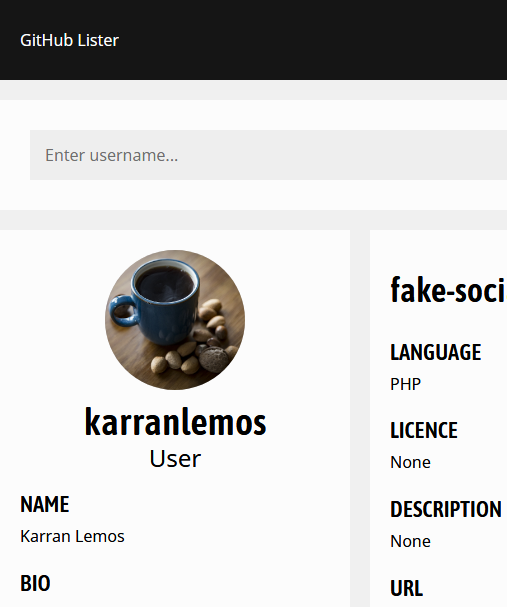 GitHub Lister
Enter username...
karranlemos
User
NAME
Karran Lemos
BIO
fake-soci
LANGUAGE
PHP
LICENCE
None
DESCRIPTION
None
URL